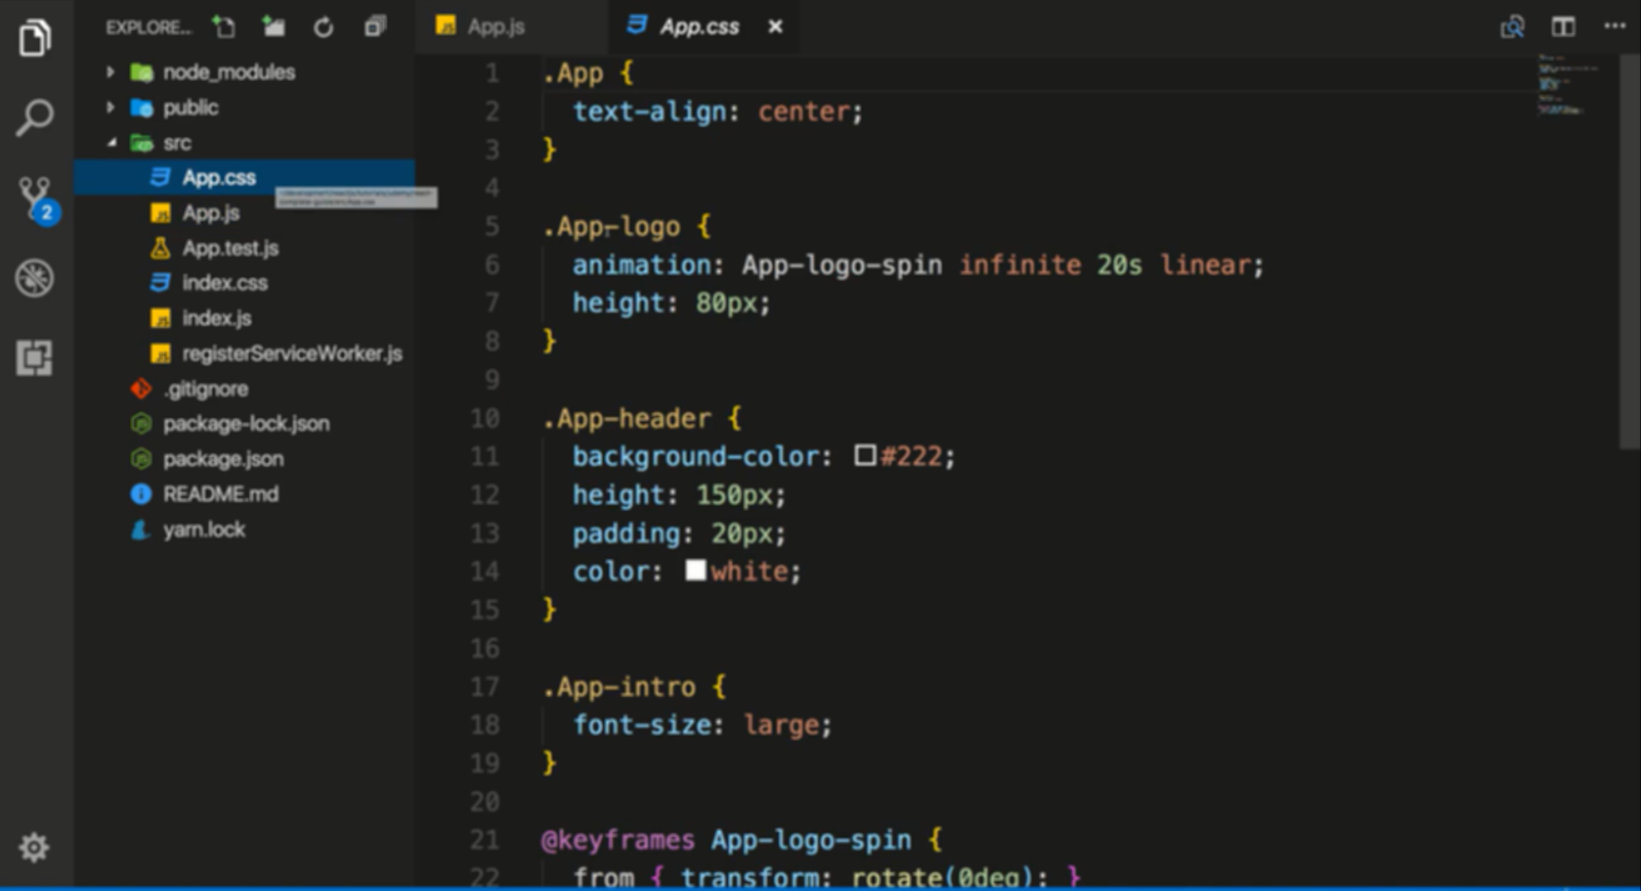 EXPLORE...
node_modules
public
src
App.css
App.js
App.test.js
index.css
index.js
registerServiceWorker.js
.gitignore
package-lock.json
package.json
README.md
yarn.lock
2
App.js
App.css
1 .App {
2 text-align: center;
3 }
4
5 .App-logo {
6 animation: App-logo-spin infinite 20s linear;
7 height: 80px;
8 }
9
10 .App-header {
11 background-color: #222;
12 height: 150px;
13 padding: 20px;
14 color: white;
15 }
16
17 .App-intro {
18 font-size: large;
19 }
20
21 @keyframes App-logo-spin {
22 from { transform: rotate(0deg); }